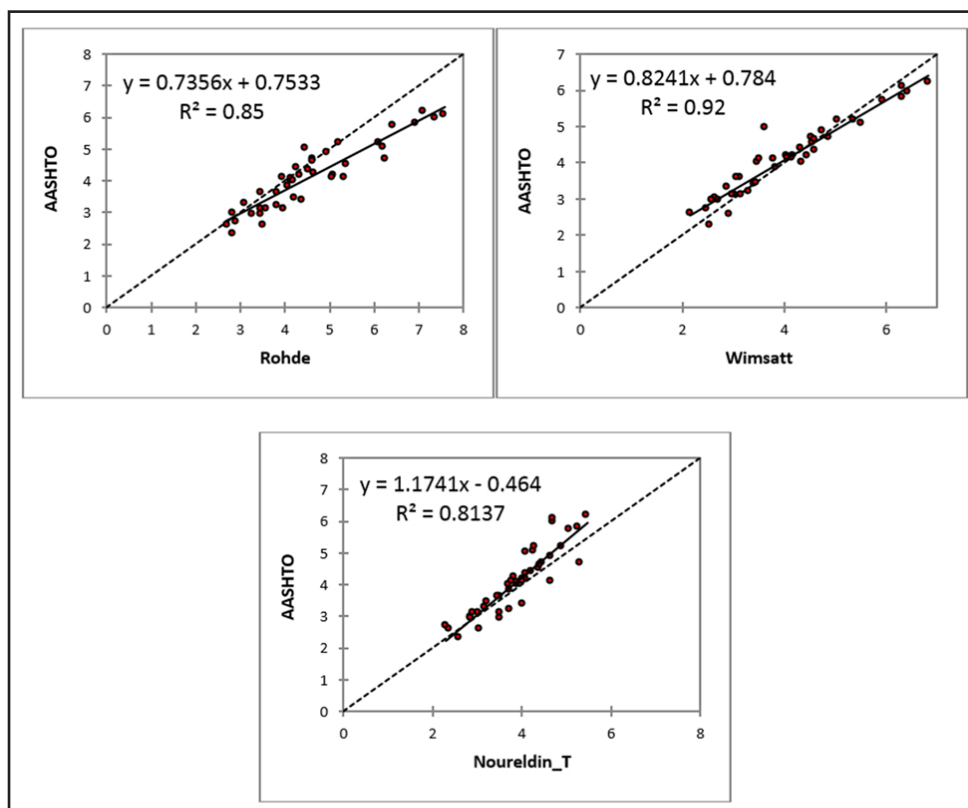 y = 0.7356x + 0.7533
R² = 0.85
AASHTO
8
7
6
5
4
3
2
1
0
0 1 2 3 4 5 6 7 8
Rohde
y = 0.8241x + 0.784
R² = 0.92
AASHTO
7
6
5
4
3
2
1
0
0 2 4 6
Wimsatt
y = 1.1741x - 0.464
R² = 0.8137
AASHTO
8
7
6
5
4
3
2
1
0
0 2 4 6 8
Noureldin_T